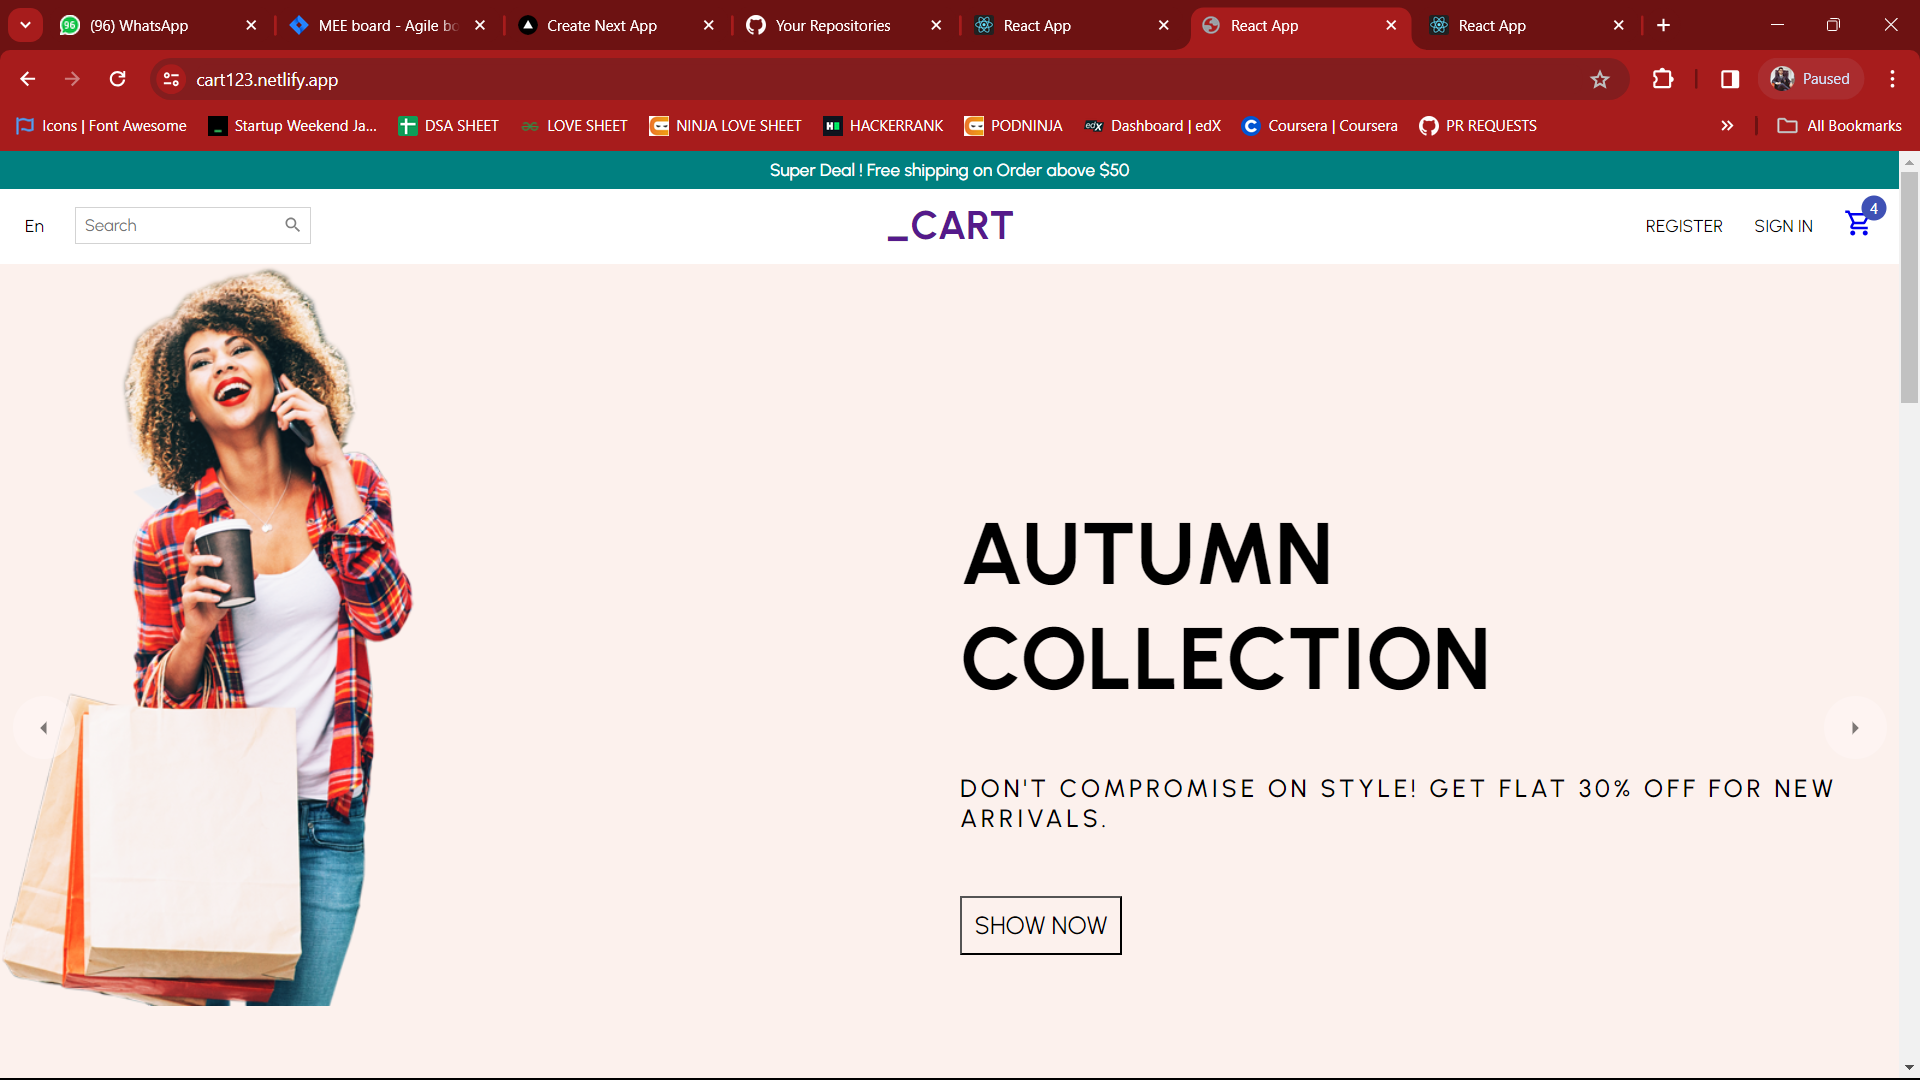 (96) WhatsApp
MEE board - Agile bo
Create Next App
Your Repositories
React App
React App
React App
cart123.netlify.app
Paused
Icons | Font Awesome
Startup Weekend Ja...
DSA SHEET
LOVE SHEET
NINJA LOVE SHEET
HACKERRANK
PODNINJA
Dashboard | edX
Coursera | Coursera
PR REQUESTS
All Bookmarks
Super Deal ! Free shipping on Order above $50
En
Search
_CART
REGISTER
SIGN IN
4
AUTUMN
COLLECTION
DON'T COMPROMISE ON STYLE! GET FLAT 30% OFF FOR NEW
ARRIVALS.
SHOW NOW